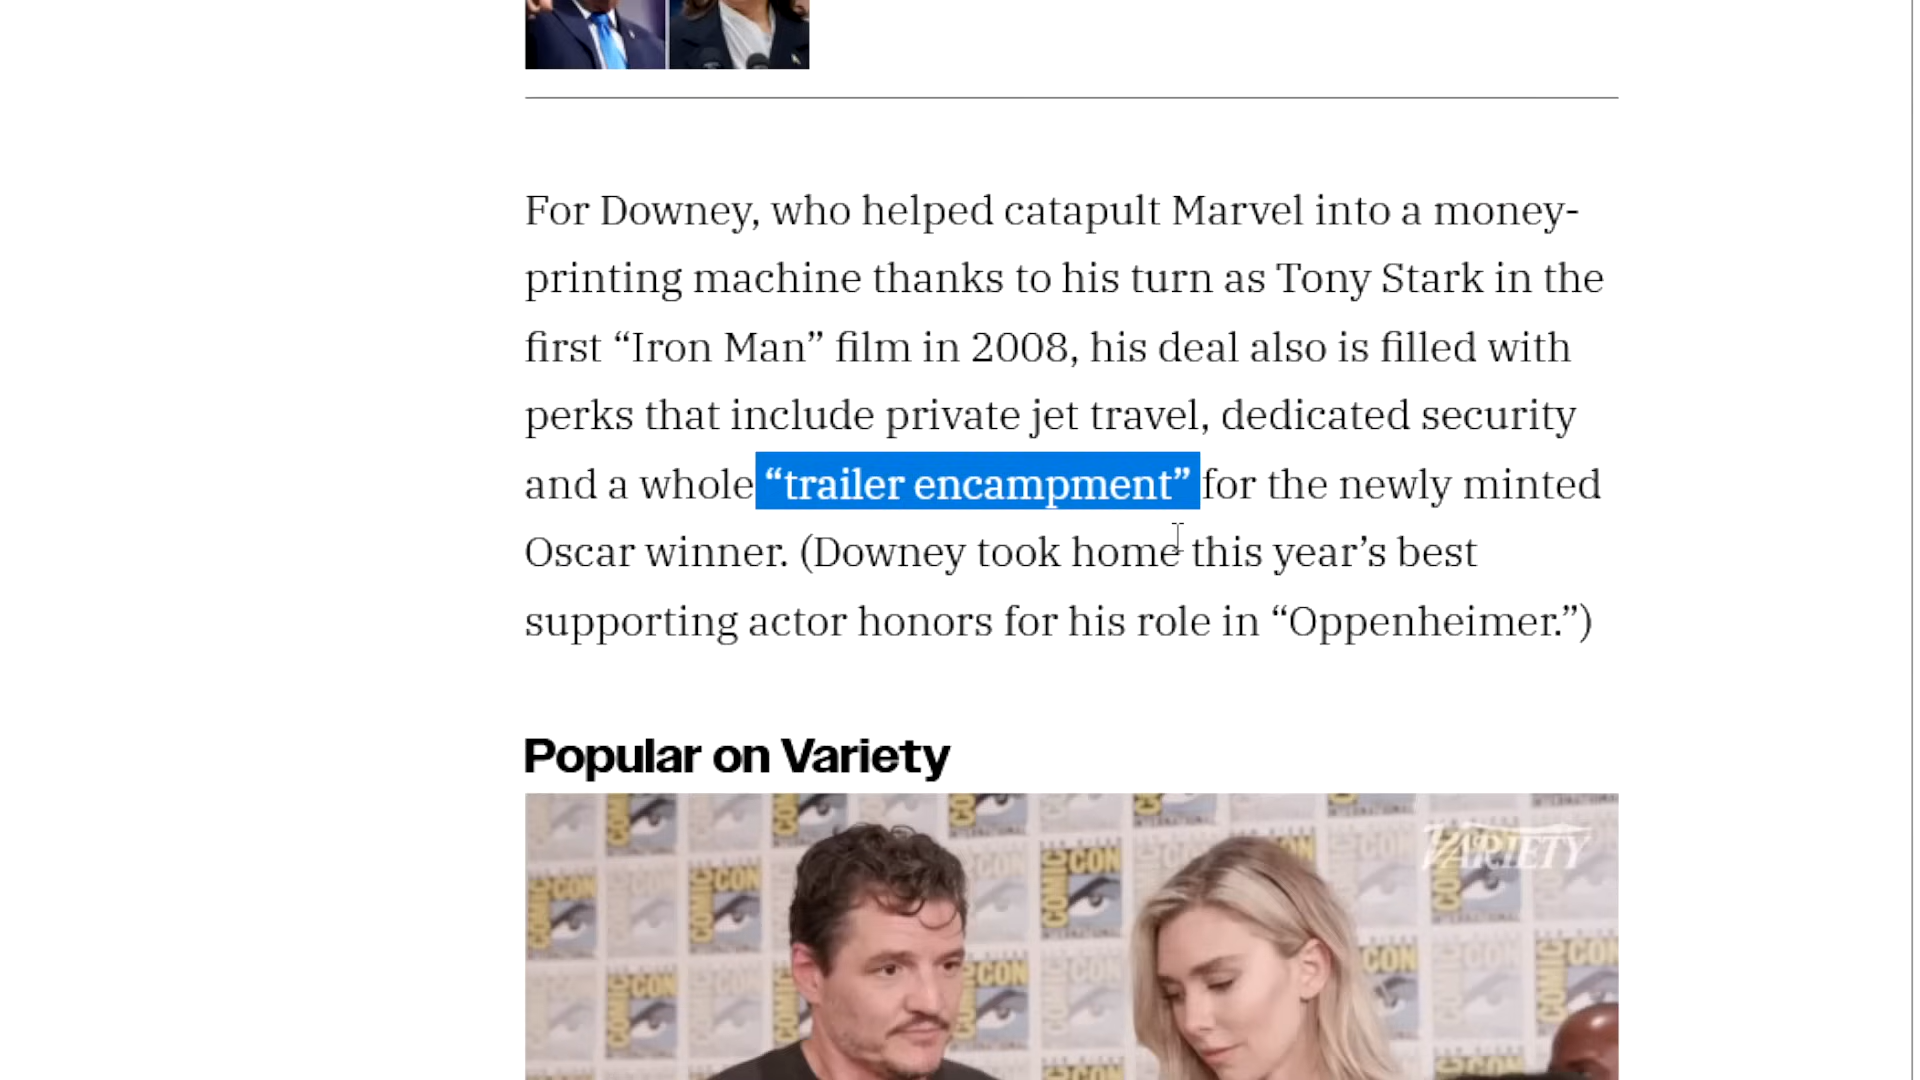 For Downey, who helped catapult Marvel into a money-
printing machine thanks to his turn as Tony Stark in the
first “Iron Man” film in 2008, his deal also is filled with
perks that include private jet travel, dedicated security
and a whole “trailer encampment” for the newly minted
Oscar winner. (Downey took home this year’s best
supporting actor honors for his role in “Oppenheimer.”)
Popular on Variety
VARIETY
COMIC CON
INTERNATIONAL